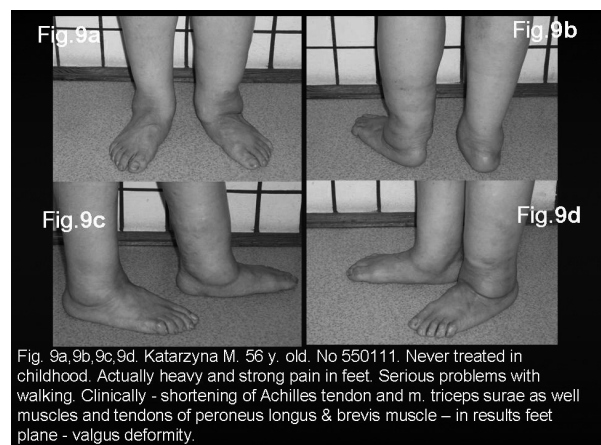 Fig.9a
Fig.9b
Fig.9c
Fig.9d
Fig. 9a,9b,9c,9d. Katarzyna M. 56 y. old. No 550111. Never treated in
childhood. Actually heavy and strong pain in feet. Serious problems with
walking. Clinically - shortening of Achilles tendon and m. triceps surae as well
muscles and tendons of peroneus longus & brevis muscle – in results feet
plane - valgus deformity.